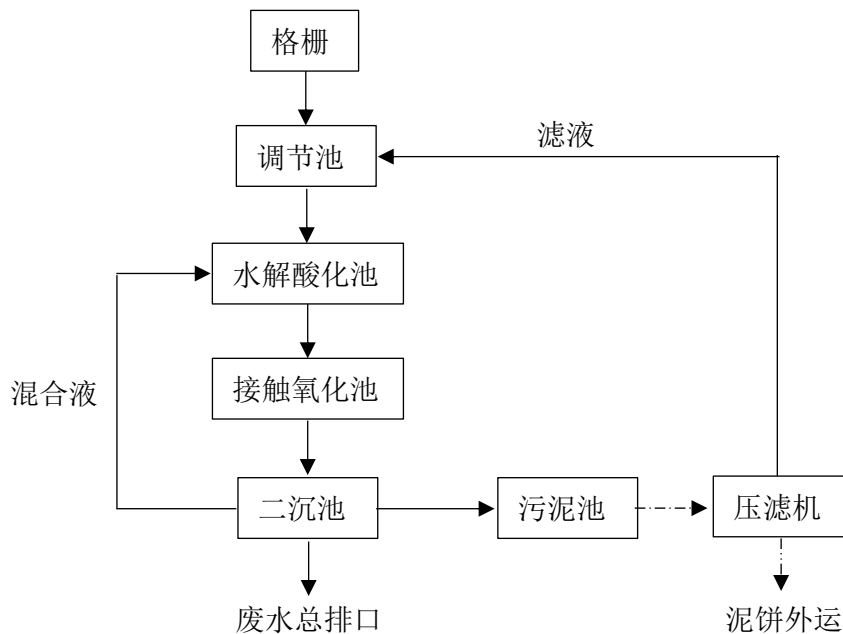 格栅
滤液
调节池
水解酸化池
混合液
接触氧化池
二沉池
污泥池
压滤机
废水总排口
泥饼外运